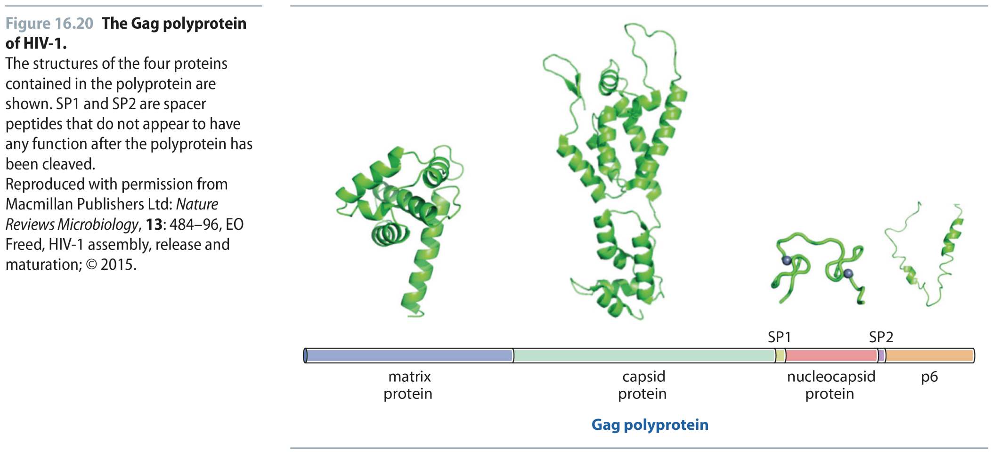 Figure 16.20 The Gag polyprotein
of HIV-1.
The structures of the four proteins
contained in the polyprotein are
shown. SP1 and SP2 are spacer
peptides that do not appear to have
any function after the polyprotein has
been cleaved.
Reproduced with permission from
Macmillan Publishers Ltd: Nature
Reviews Microbiology, 13: 484–96, EO
Freed, HIV-1 assembly, release and
maturation; © 2015.
SP1
SP2
matrix
protein
capsid
protein
nucleocapsid
protein
p6
Gag polyprotein